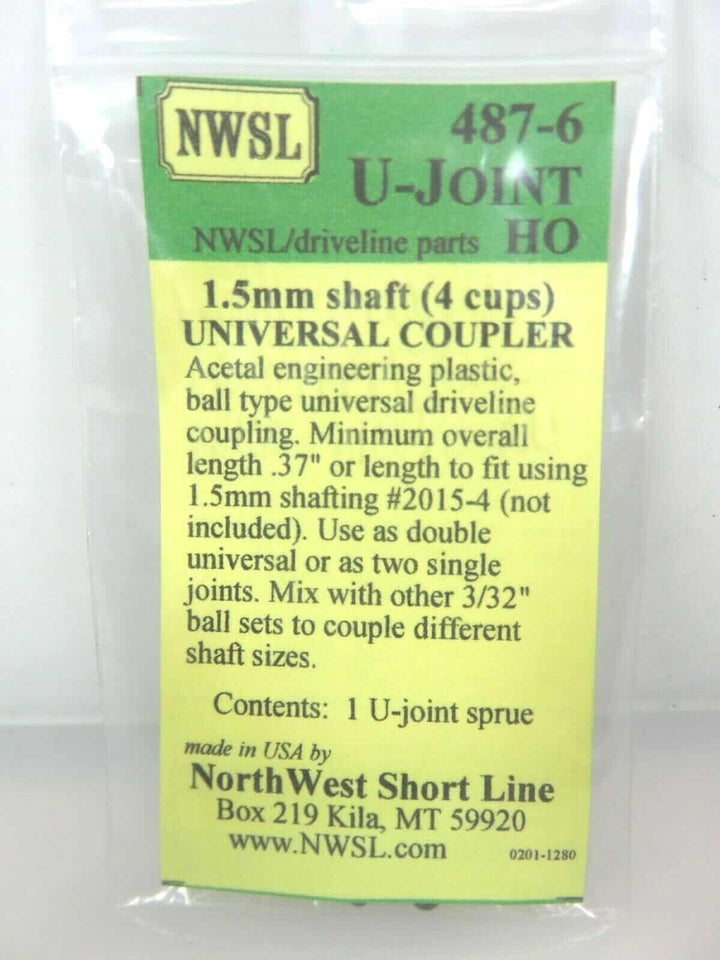 NWSL
487-6
U-JOINT
NWSL/driveline parts HO
1.5mm shaft (4 cups)
UNIVERSAL COUPLER
Acetal engineering plastic,
ball type universal driveline
coupling. Minimum overall
length .37" or length to fit using
1.5mm shafting #2015-4 (not
included). Use as double
universal or as two single
joints. Mix with other 3/32"
ball sets to couple different
shaft sizes.
Contents: 1 U-joint sprue
made in USA by
NorthWest Short Line
Box 219 Kila, MT 59920
www.NWSL.com
0201-1280